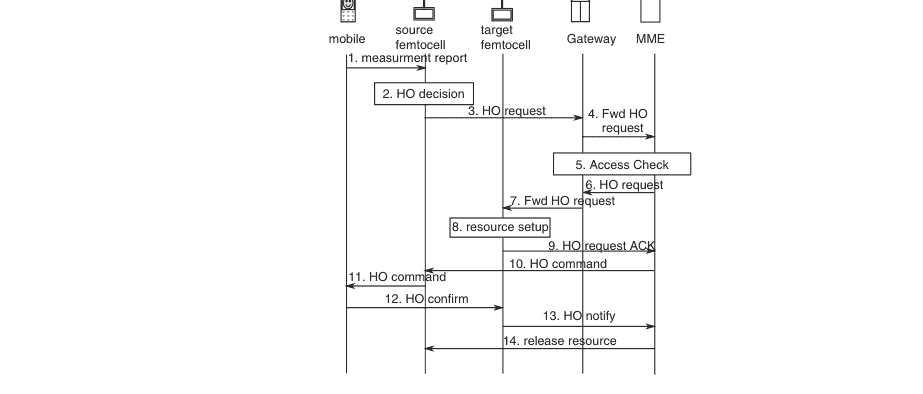 mobile
source
femtocell
target
femtocell
Gateway
MME
1. measurment report
2. HO decision
3. HO request
4. Fwd HO
request
5. Access Check
6. HO request
7. Fwd HO request
8. resource setup
9. HO request ACK
10. HO command
11. HO command
12. HO confirm
13. HO notify
14. release resource